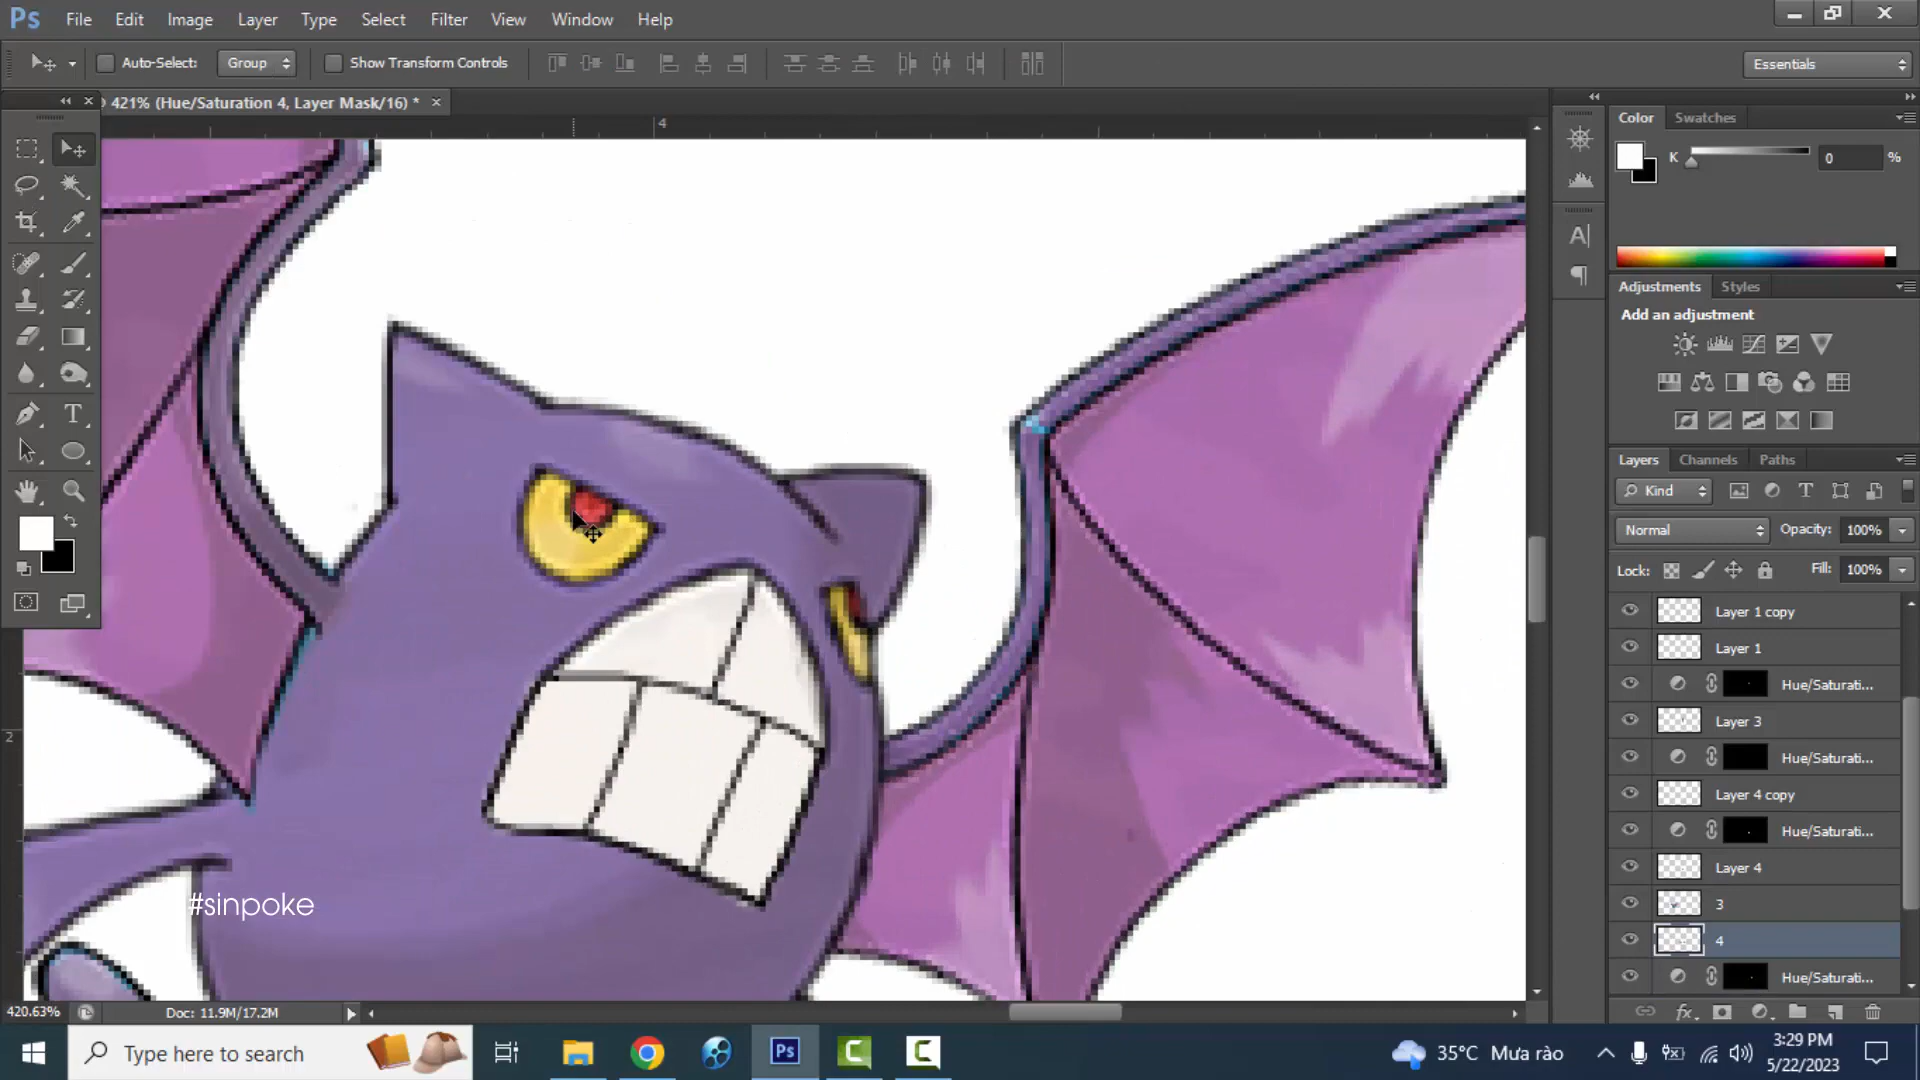 Ps File Edit Image Layer Type Select Filter View Window Help
Auto-Select: Group Show Transform Controls Essentials
421% (Hue/Saturation 4, Layer Mask/16) * ×
4
2
Color Swatches
K 0 %
Adjustments Styles
Add an adjustment
Layers Channels Paths
Kind
Normal Opacity: 100%
Lock: Fill: 100%
Layer 1 copy
Layer 1
Hue/Saturati...
Layer 3
Hue/Saturati...
Layer 4 copy
Hue/Saturati...
Layer 4
3
4
Hue/Saturati...
#sinpoke
420.63% Doc: 11.9M/17.2M
Type here to search
Ps
35°C Mưa rào
3:29 PM
5/22/2023